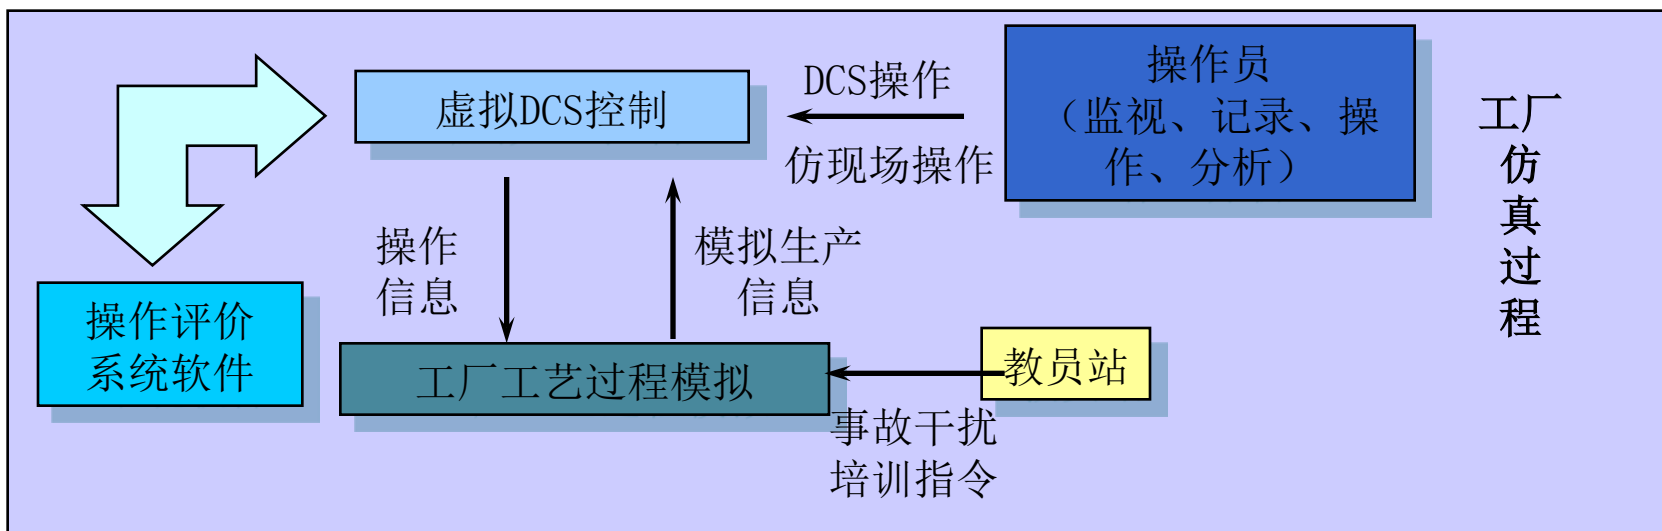 虚拟DCS控制
DCS操作
仿现场操作
操作员
（监视、记录、操
作、分析）
工厂
仿
真
过
程
操作
信息
模拟生产
信息
操作评价
系统软件
工厂工艺过程模拟
教员站
事故干扰
培训指令